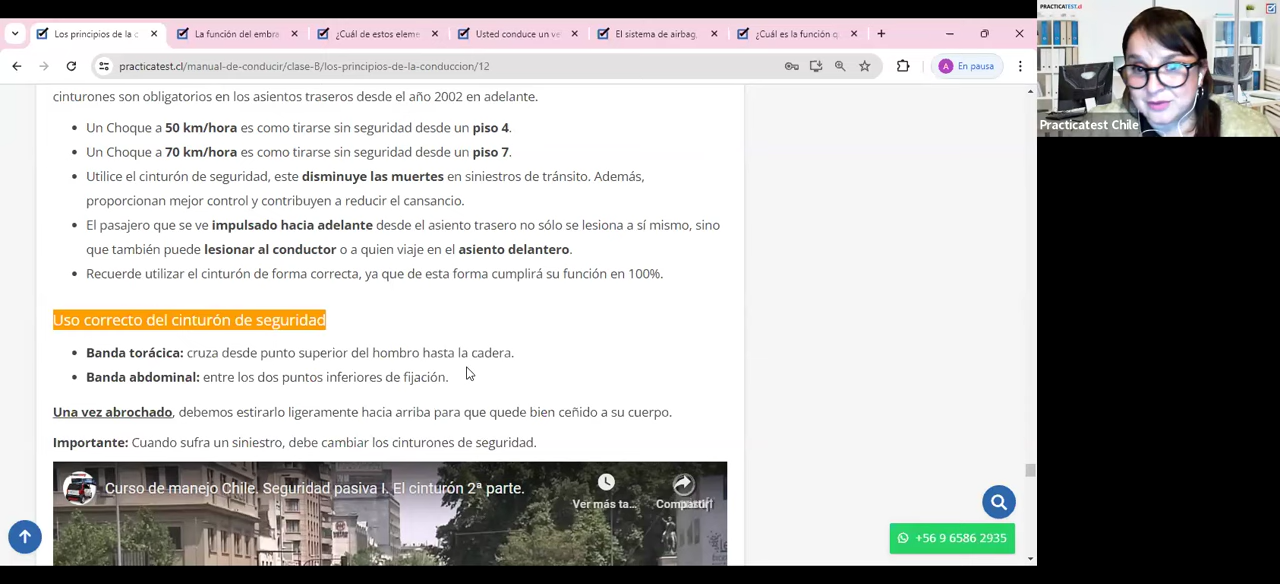 PRACTICATEST.cl
Los principios de la c
La función del embra
¿Cuál de estos eleme
Usted conduce un ve
El sistema de airbag,
¿Cuál es la función q
practicatest.cl/manual-de-conducir/clase-B/los-principios-de-la-conduccion/12
A
En pausa
Practicatest Chile
cinturones son obligatorios en los asientos traseros desde el año 2002 en adelante.
Un Choque a 50 km/hora es como tirarse sin seguridad desde un piso 4.
Un Choque a 70 km/hora es como tirarse sin seguridad desde un piso 7.
Utilice el cinturón de seguridad, este disminuye las muertes en siniestros de tránsito. Además,
proporcionan mejor control y contribuyen a reducir el cansancio.
El pasajero que se ve impulsado hacia adelante desde el asiento trasero no sólo se lesiona a sí mismo, sino
que también puede lesionar al conductor o a quien viaje en el asiento delantero.
Recuerde utilizar el cinturón de forma correcta, ya que de esta forma cumplirá su función en 100%.
Uso correcto del cinturón de seguridad
Banda torácica: cruza desde punto superior del hombro hasta la cadera.
Banda abdominal: entre los dos puntos inferiores de fijación.
Una vez abrochado, debemos estirarlo ligeramente hacia arriba para que quede bien ceñido a su cuerpo.
Importante: Cuando sufra un siniestro, debe cambiar los cinturones de seguridad.
Curso de manejo Chile. Seguridad pasiva I. El cinturón 2ª parte.
Ver más ta...
Compartir
+56 9 6586 2935